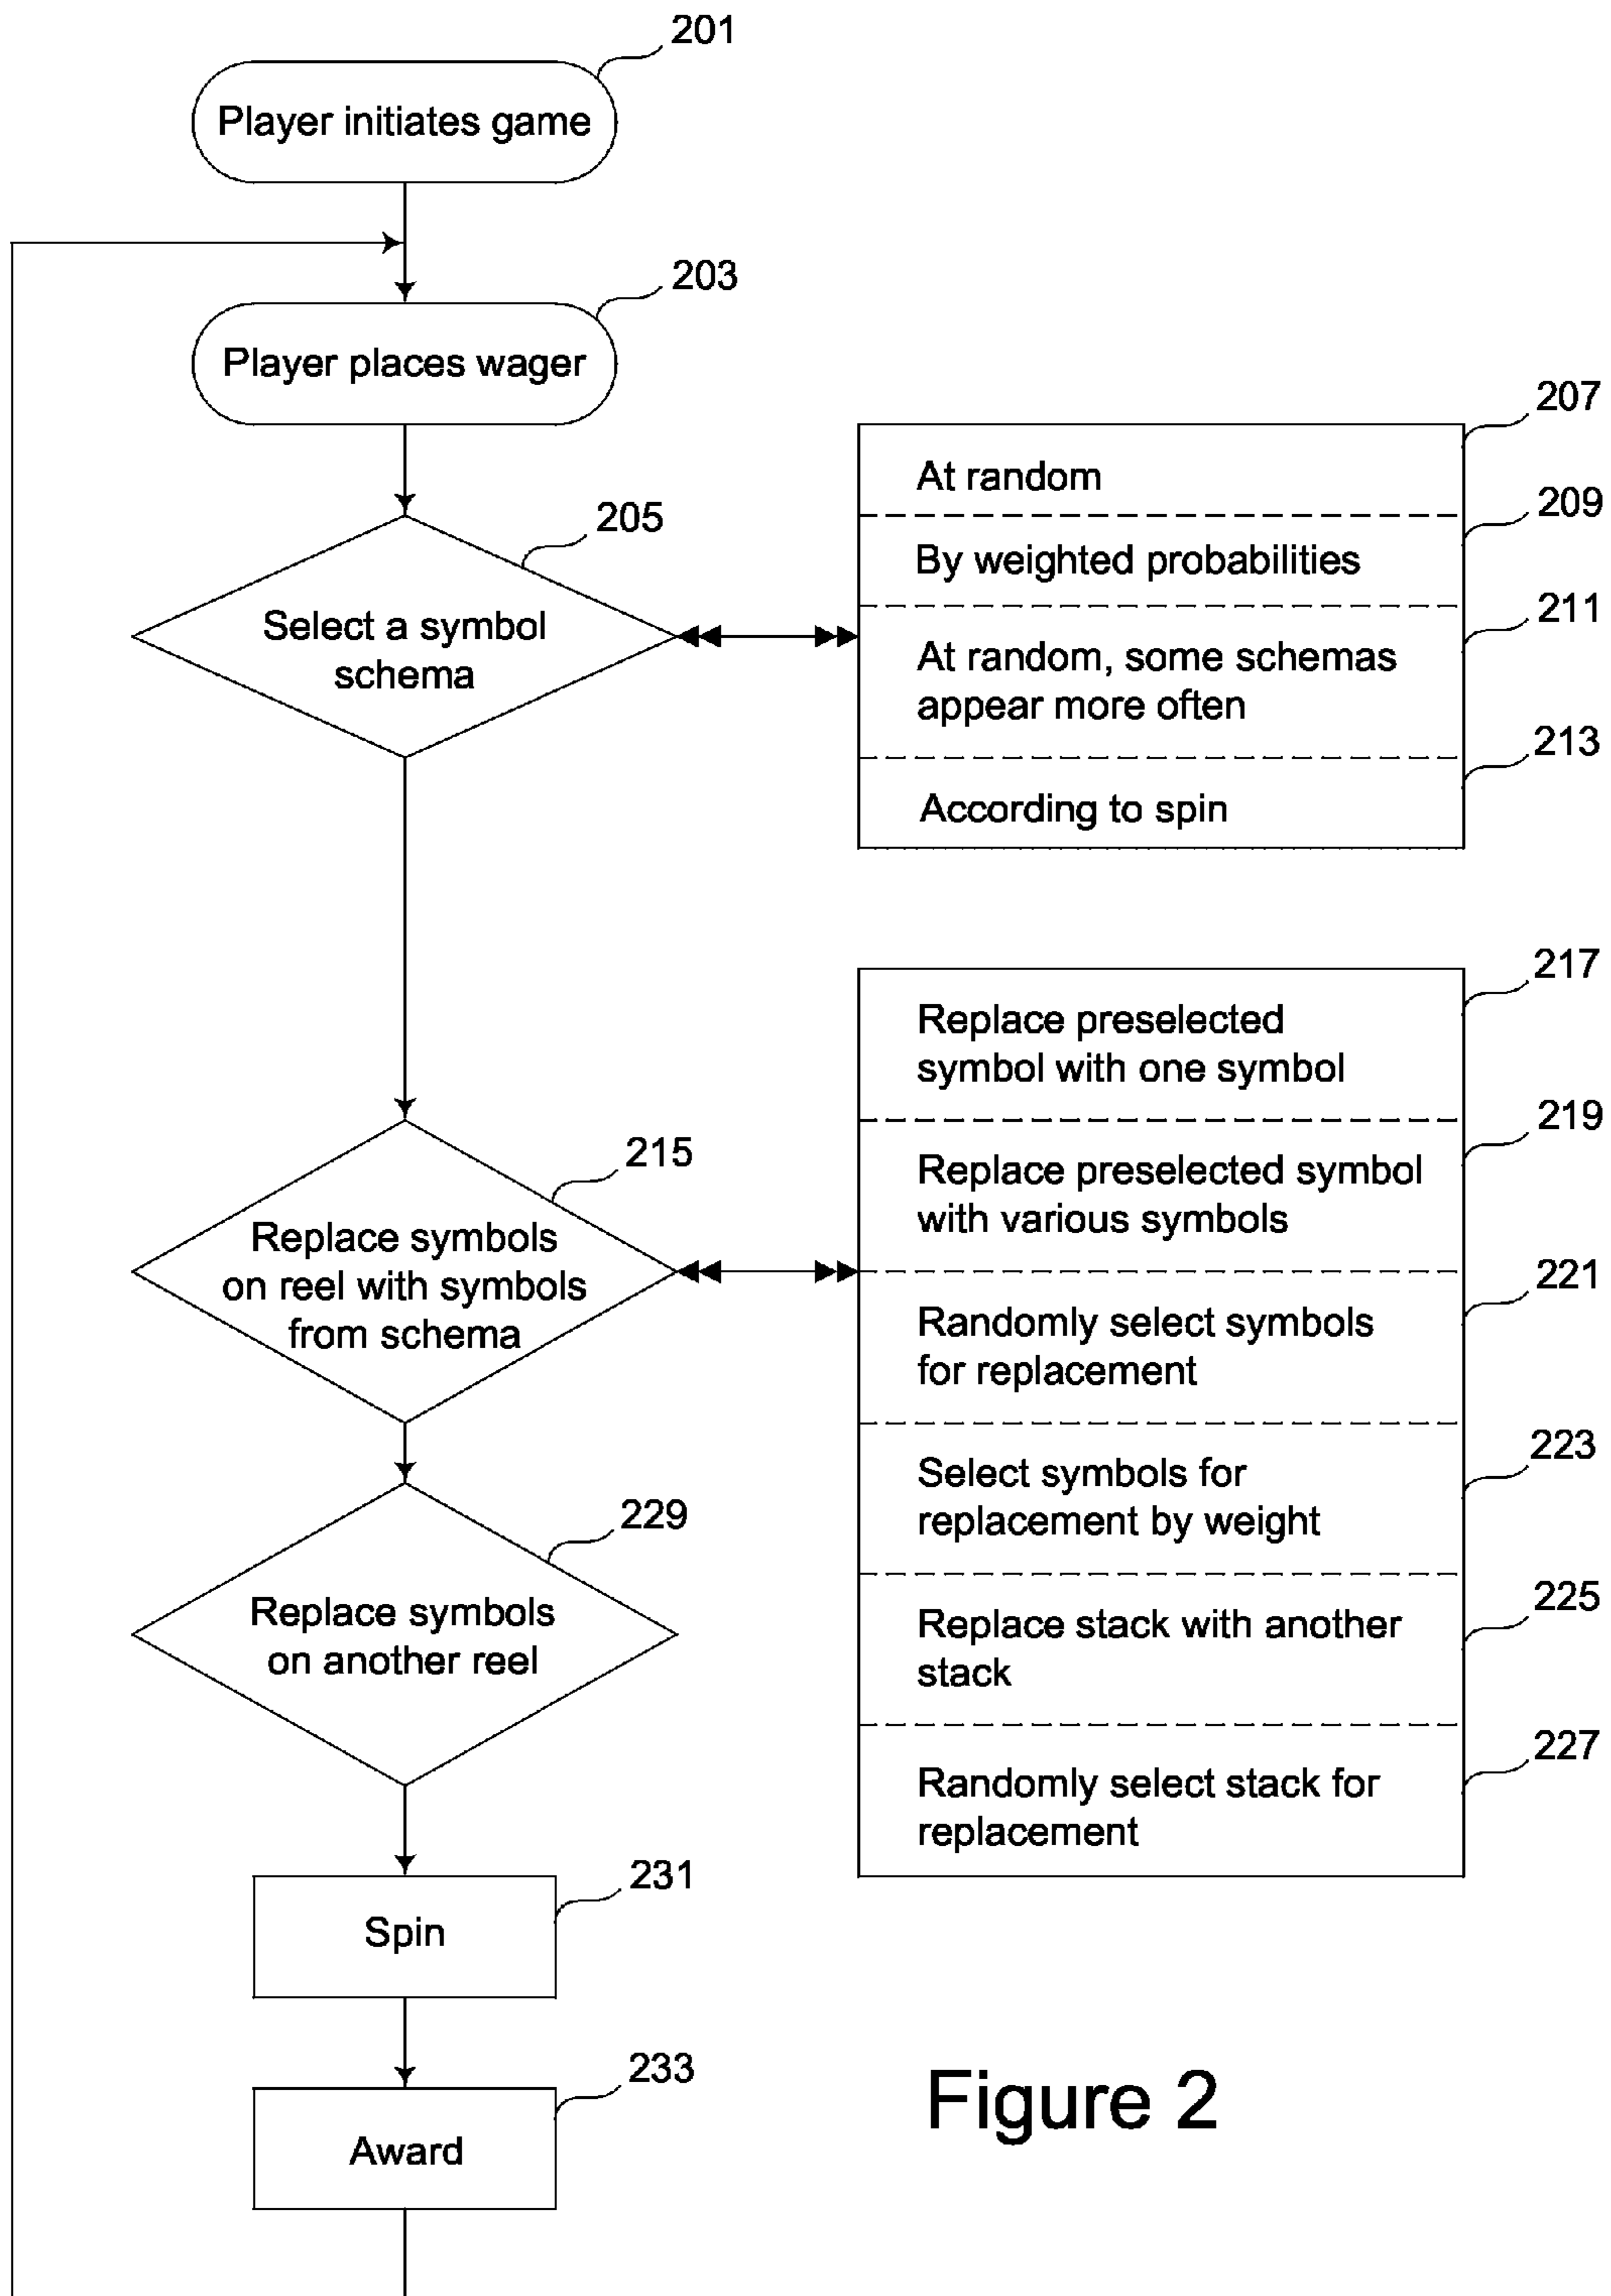 201
Player initiates game
203
Player places wager
207
At random
209
By weighted probabilities
205
Select a symbol
schema
211
At random, some schemas
appear more often
213
According to spin
217
Replace preselected
symbol with one symbol
219
Replace preselected symbol
with various symbols
215
Replace symbols
on reel with symbols
from schema
221
Randomly select symbols
for replacement
223
Select symbols for
replacement by weight
229
Replace symbols
on another reel
225
Replace stack with another
stack
227
Randomly select stack for
replacement
231
Spin
233
Award
Figure 2